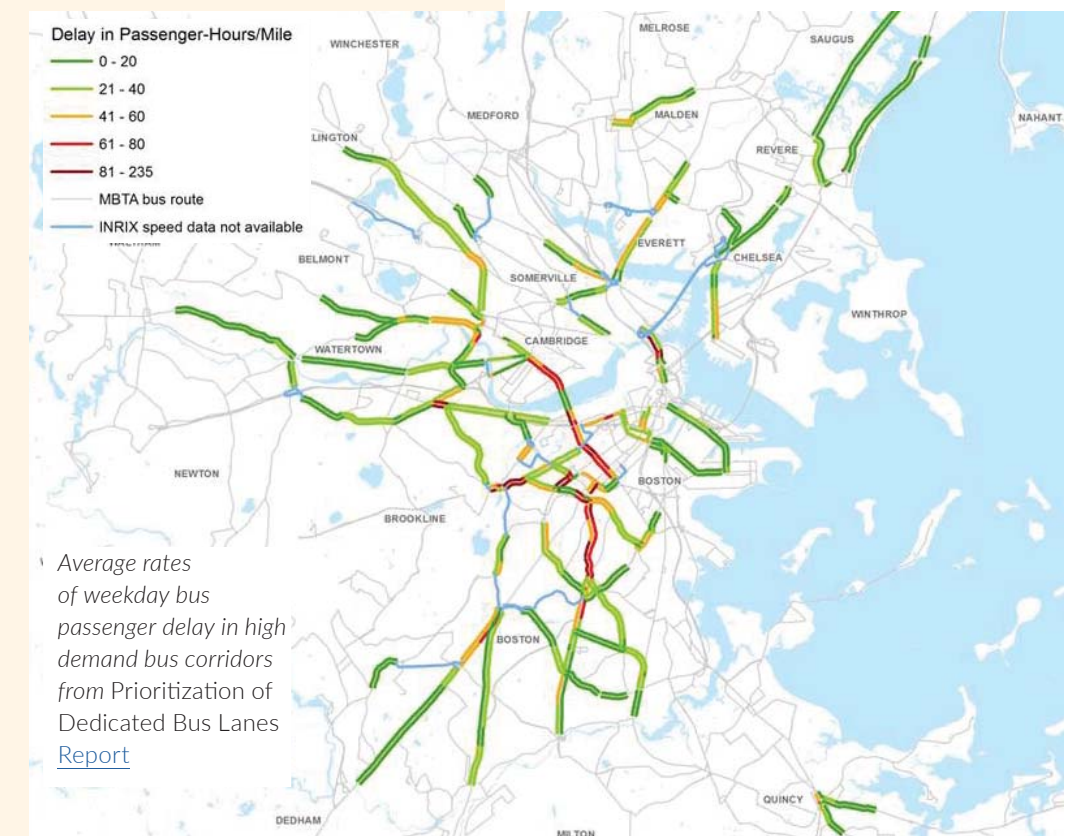 Delay in Passenger-Hours/Mile
0 - 20
21 - 40
41 - 60
61 - 80
81 - 235
MBTA bus route
INRIX speed data not available
WINCHESTER
MELROSE
SAUGUS
MEDFORD
MALDEN
NAHANT
LINGTON
REVERE
EVERETT
BELMONT
SOMERVILLE
CHELSEA
WINTHROP
CAMBRIDGE
WATERTOWN
NEWTON
BOSTON
BROOKLINE
Average rates
of weekday bus
passenger delay in high
demand bus corridors
from Prioritization of
Dedicated Bus Lanes
Report
BOSTON
QUINCY
DEDHAM
MILTON